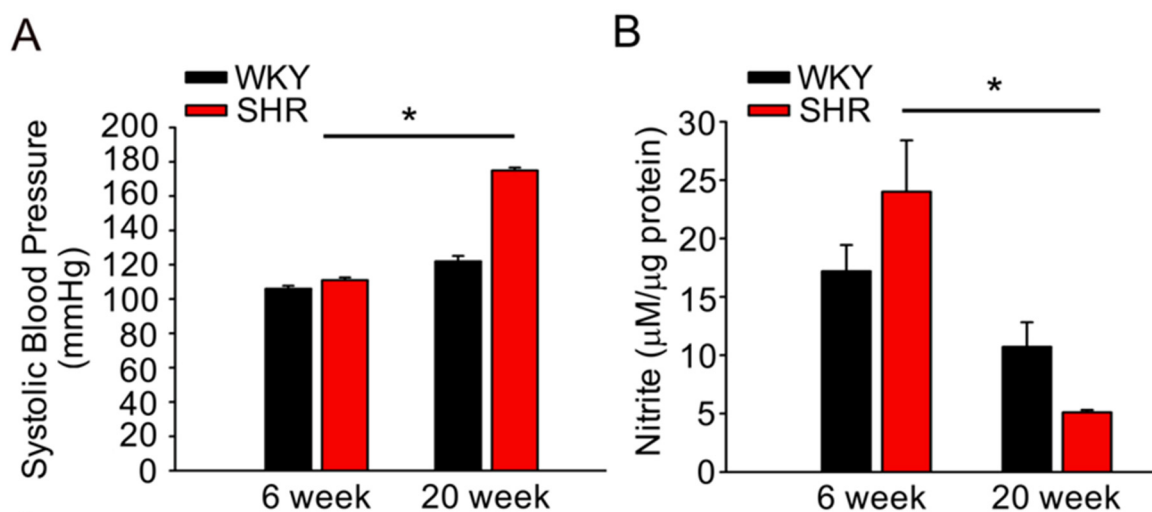 A
WKY
SHR
*
Systolic Blood Pressure
(mmHg)
200
180
160
140
120
100
80
60
40
20
0
6 week
20 week
B
WKY
SHR
*
Nitrite (μM/μg protein)
30
25
20
15
10
5
0
6 week
20 week